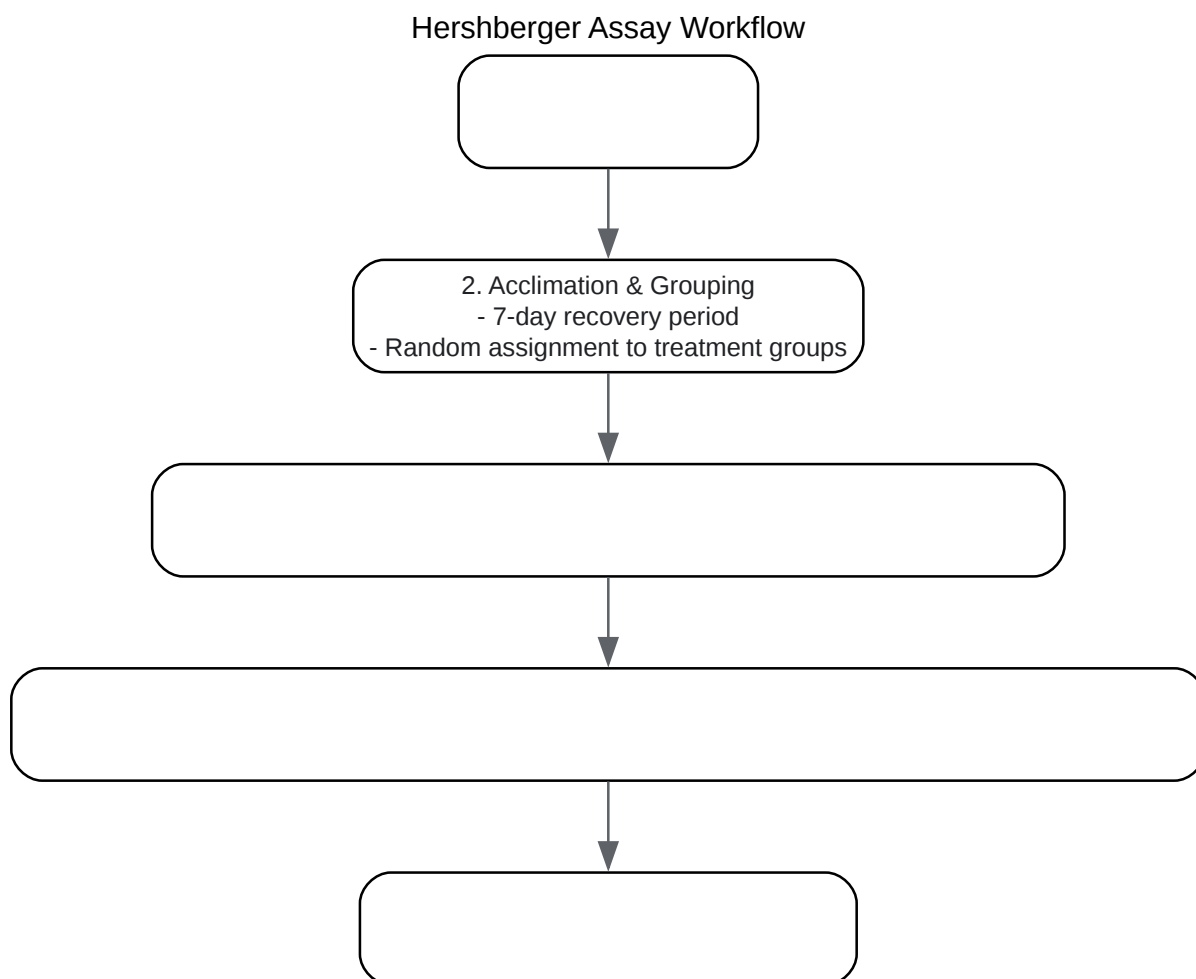 Hershberger Assay Workflow
2. Acclimation & Grouping
- 7-day recovery period
- Random assignment to treatment groups